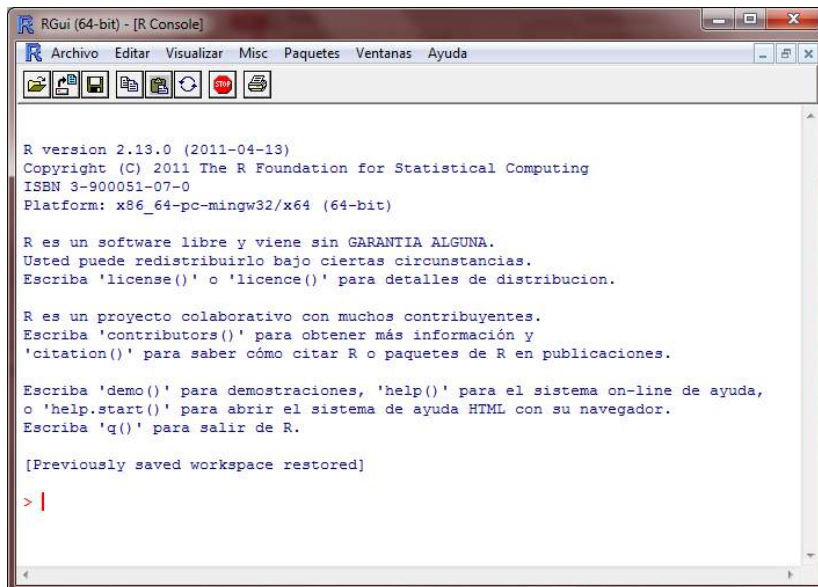 RGui (64-bit) - [R Console]
Archivo Editar Visualizar Misc Paquetes Ventanas Ayuda
STOP
R version 2.13.0 (2011-04-13)
Copyright (C) 2011 The R Foundation for Statistical Computing
ISBN 3-900051-07-0
Platform: x86_64-pc-mingw32/x64 (64-bit)
R es un software libre y viene sin GARANTIA ALGUNA.
Usted puede redistribuirlo bajo ciertas circunstancias.
Escriba 'license()' o 'licence()' para detalles de distribucion.
R es un proyecto colaborativo con muchos contribuyentes.
Escriba 'contributors()' para obtener más información y
'citation()' para saber cómo citar R o paquetes de R en publicaciones.
Escriba 'demo()' para demostraciones, 'help()' para el sistema on-line de ayuda,
o 'help.start()' para abrir el sistema de ayuda HTML con su navegador.
Escriba 'q()' para salir de R.
[Previously saved workspace restored]
>